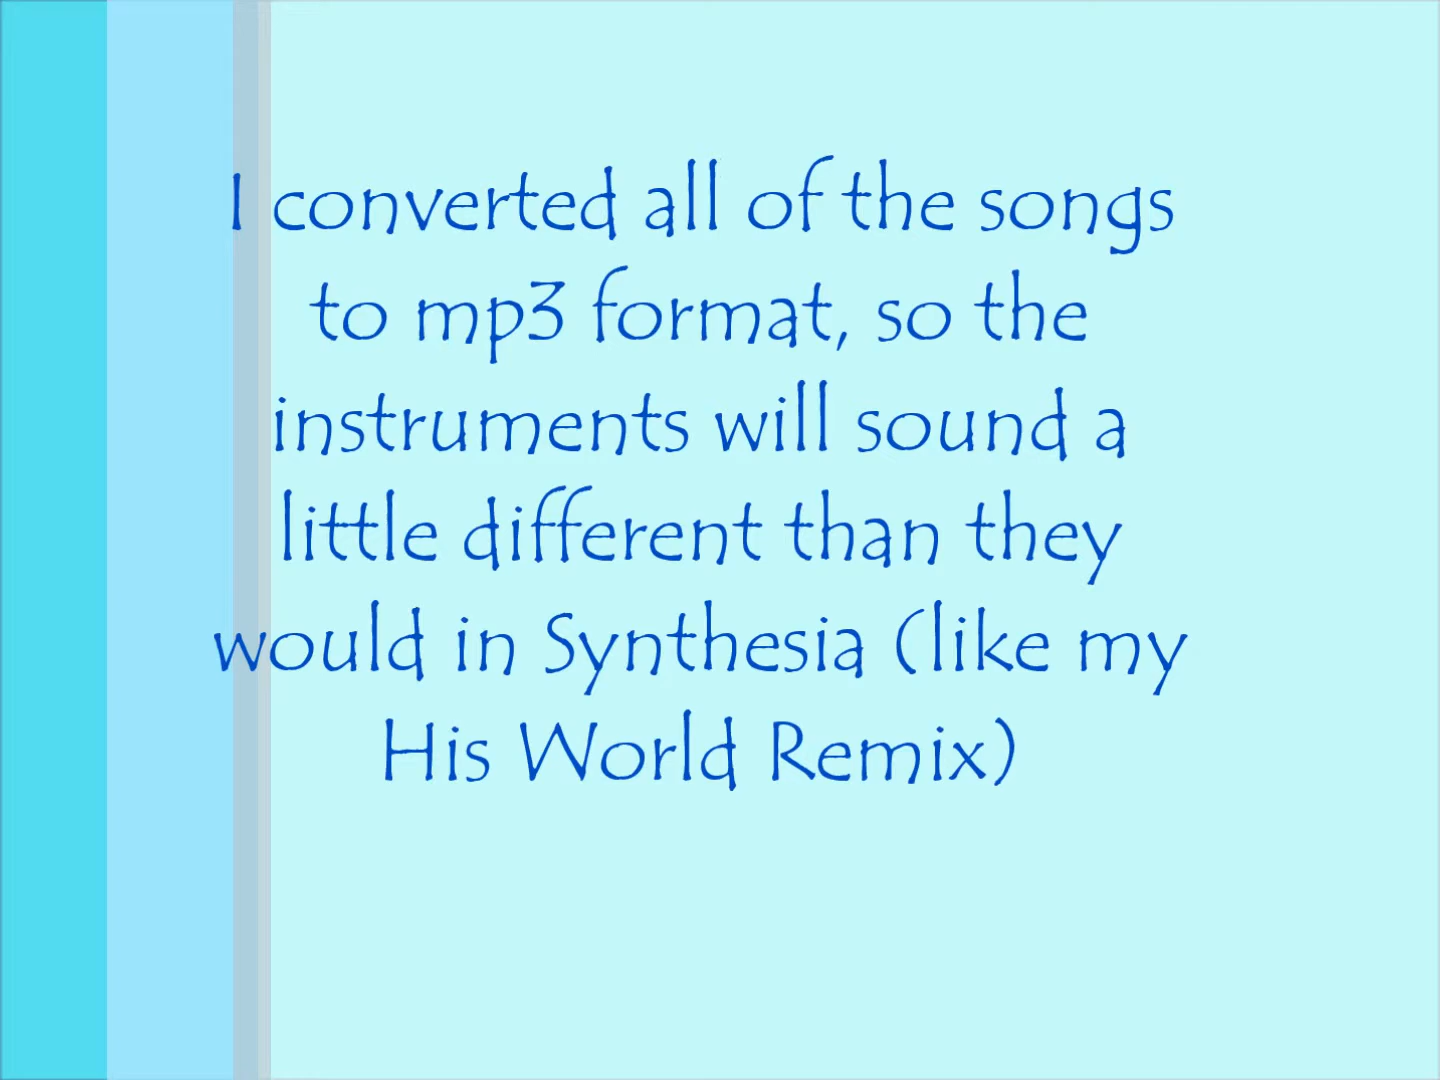 I converted all of the songs
to mp3 format, so the
instruments will sound a
little different than they
would in Synthesia (like my
His World Remix)